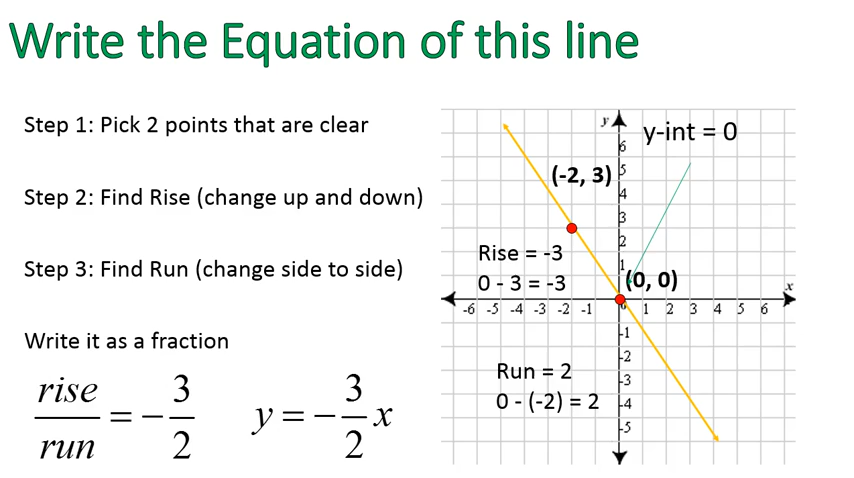 Write the Equation of this line
Step 1: Pick 2 points that are clear
Step 2: Find Rise (change up and down)
Step 3: Find Run (change side to side)
Write it as a fraction
rise/run = -3/2
y = -3/2 x
y
y-int = 0
6
(-2, 3)
5
4
3
2
Rise = -3
1
0 - 3 = -3
(0, 0)
x
-6 -5 -4 -3 -2 -1 0 1 2 3 4 5 6
-1
-2
Run = 2
-3
0 - (-2) = 2
-4
-5